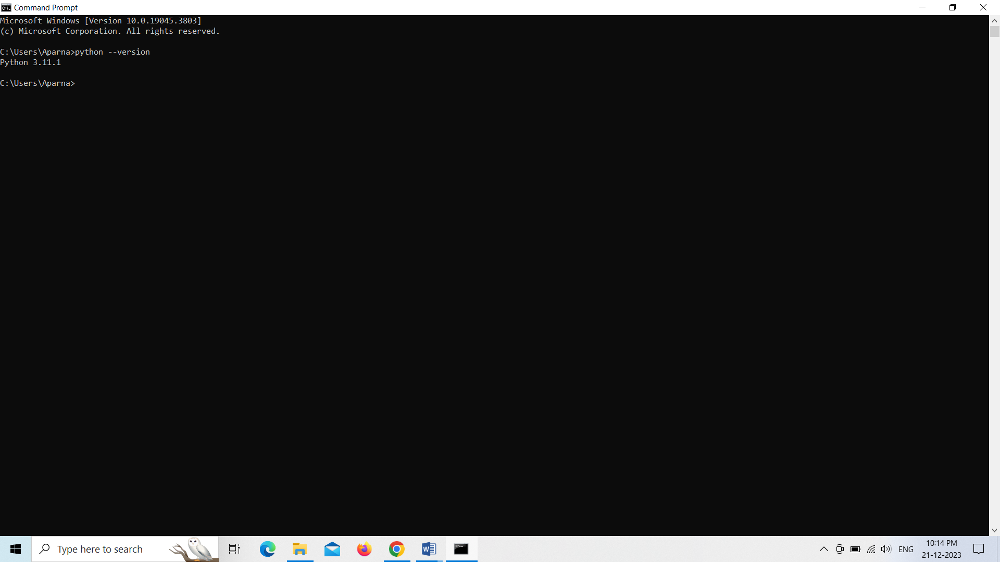 Command Prompt
Microsoft Windows [Version 10.0.19045.3803]
(c) Microsoft Corporation. All rights reserved.
C:\Users\Aparna>python --version
Python 3.11.1
C:\Users\Aparna>
Type here to search
ENG
10:14 PM
21-12-2023